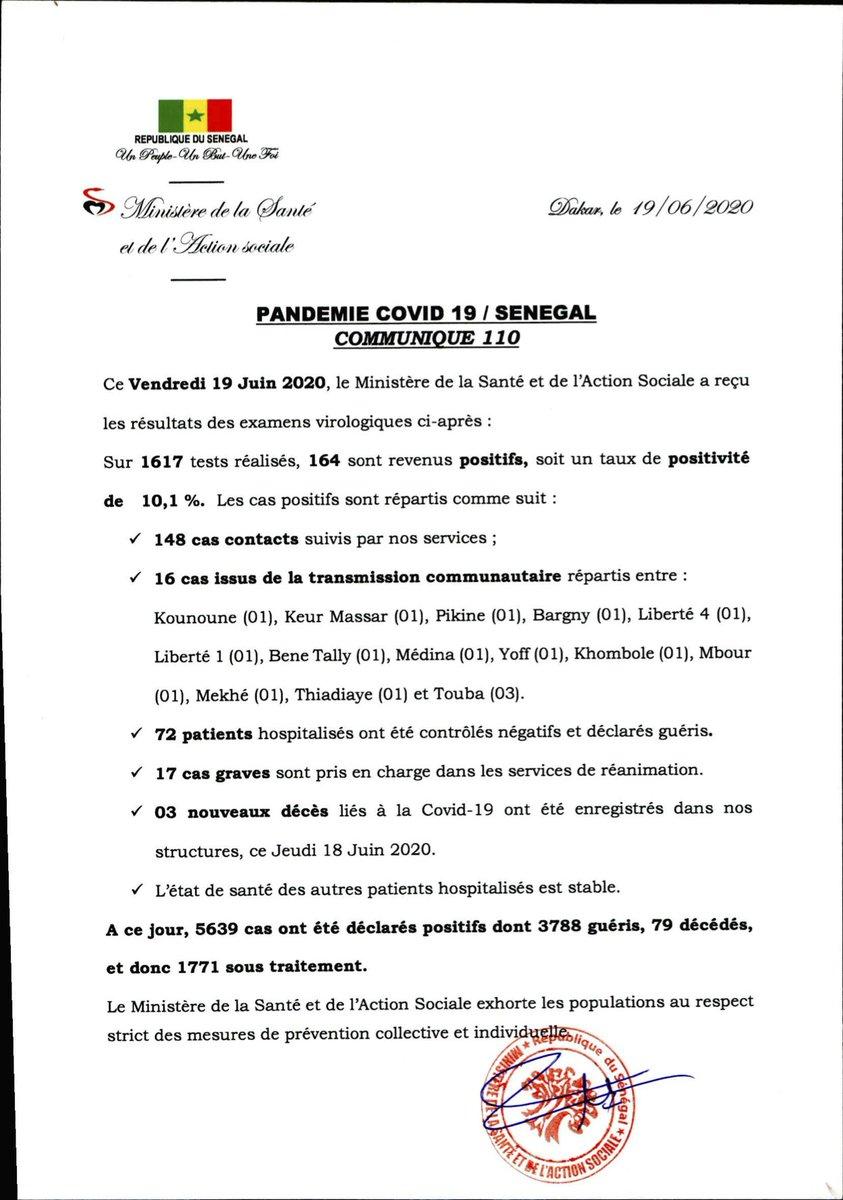 REPUBLIQUE DU SENEGAL
Un Peuple-Un But-Une Foi
Ministère de la Santé
et de l'Action sociale
Dakar, le 19/06/2020
PANDEMIE COVID 19 / SENEGAL
COMMUNIQUE 110
Ce Vendredi 19 Juin 2020, le Ministère de la Santé et de l'Action Sociale a reçu
les résultats des examens virologiques ci-après :
Sur 1617 tests réalisés, 164 sont revenus positifs, soit un taux de positivité
de 10,1 %. Les cas positifs sont répartis comme suit :
✓ 148 cas contacts suivis par nos services ;
✓ 16 cas issus de la transmission communautaire répartis entre :
Kounoune (01), Keur Massar (01), Pikine (01), Bargny (01), Liberté 4 (01),
Liberté 1 (01), Bene Tally (01), Médina (01), Yoff (01), Khombole (01), Mbour
(01), Mekhé (01), Thiadiaye (01) et Touba (03).
✓ 72 patients hospitalisés ont été contrôlés négatifs et déclarés guéris.
✓ 17 cas graves sont pris en charge dans les services de réanimation.
✓ 03 nouveaux décès liés à la Covid-19 ont été enregistrés dans nos
structures, ce Jeudi 18 Juin 2020.
✓ L'état de santé des autres patients hospitalisés est stable.
A ce jour, 5639 cas ont été déclarés positifs dont 3788 guéris, 79 décédés,
et donc 1771 sous traitement.
Le Ministère de la Santé et de l'Action Sociale exhorte les populations au respect
strict des mesures de prévention collective et individuelle.
République du Sénégal
MINISTERE DE LA SANTE ET DE L'ACTION SOCIALE